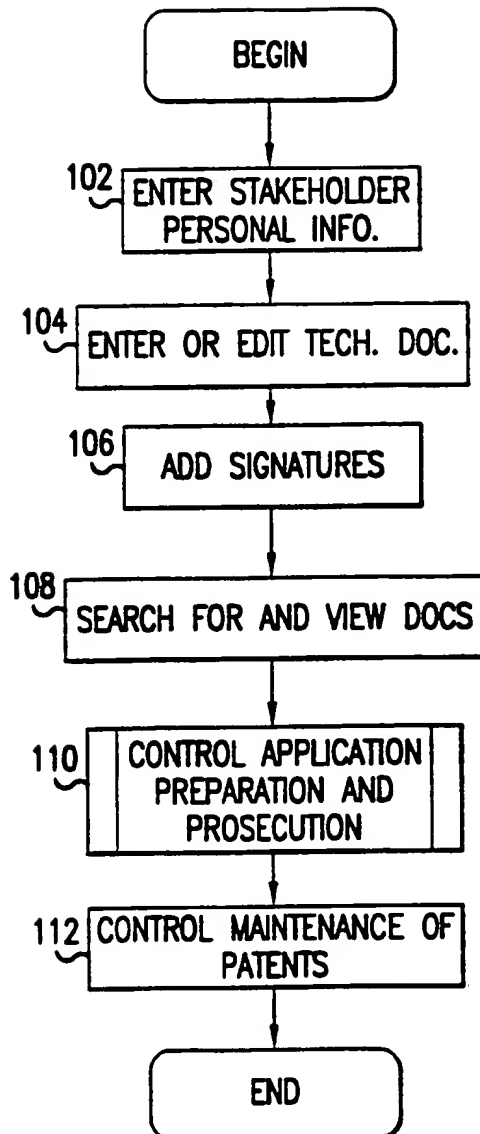 BEGIN
102
ENTER STAKEHOLDER
PERSONAL INFO.
104
ENTER OR EDIT TECH. DOC.
106
ADD SIGNATURES
108
SEARCH FOR AND VIEW DOCS
110
CONTROL APPLICATION
PREPARATION AND
PROSECUTION
112
CONTROL MAINTENANCE OF
PATENTS
END